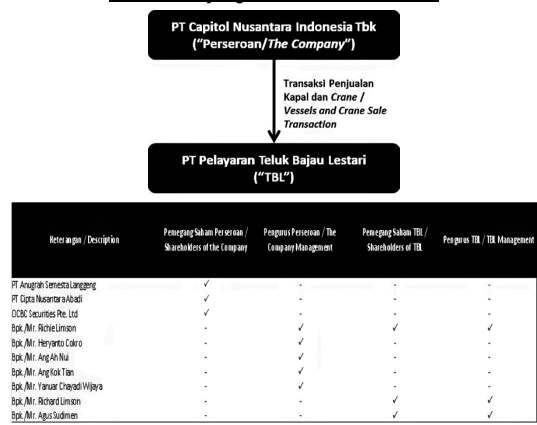 PT Capitol Nusantara Indonesia Tbk
("Perseroan/The Company")
Transaksi Penjualan
Kapal dan Crane /
Vessels and Crane Sale
Transaction
PT Pelayaran Teluk Bajau Lestari
("TBL")
Keterangan / Description
Pemegang Saham Perseroan /
Shareholders of the Company
Pengurus Perseroan / The
Company Management
Pemegang Saham TBL /
Shareholders of TBL
Pengurus TBL / TBL Management
PT Anugrah Semesta Langgeng ✓ - - -
PT Cipta Nusantara Abadi ✓ - - -
OCBC Securities Pte. Ltd ✓ - - -
Bpk./Mr. Richie Limson - ✓ ✓ ✓
Bpk./Mr. Heryanto Cokro - ✓ - -
Bpk./Mr. Ang Ah Nui - ✓ - -
Bpk./Mr. Ang Kok Tian - ✓ - -
Bpk./Mr. Yanuar Chayadi Wijaya - ✓ - -
Bpk./Mr. Richard Limson - - ✓ ✓
Bpk./Mr. Agus Sudimen - - ✓ ✓